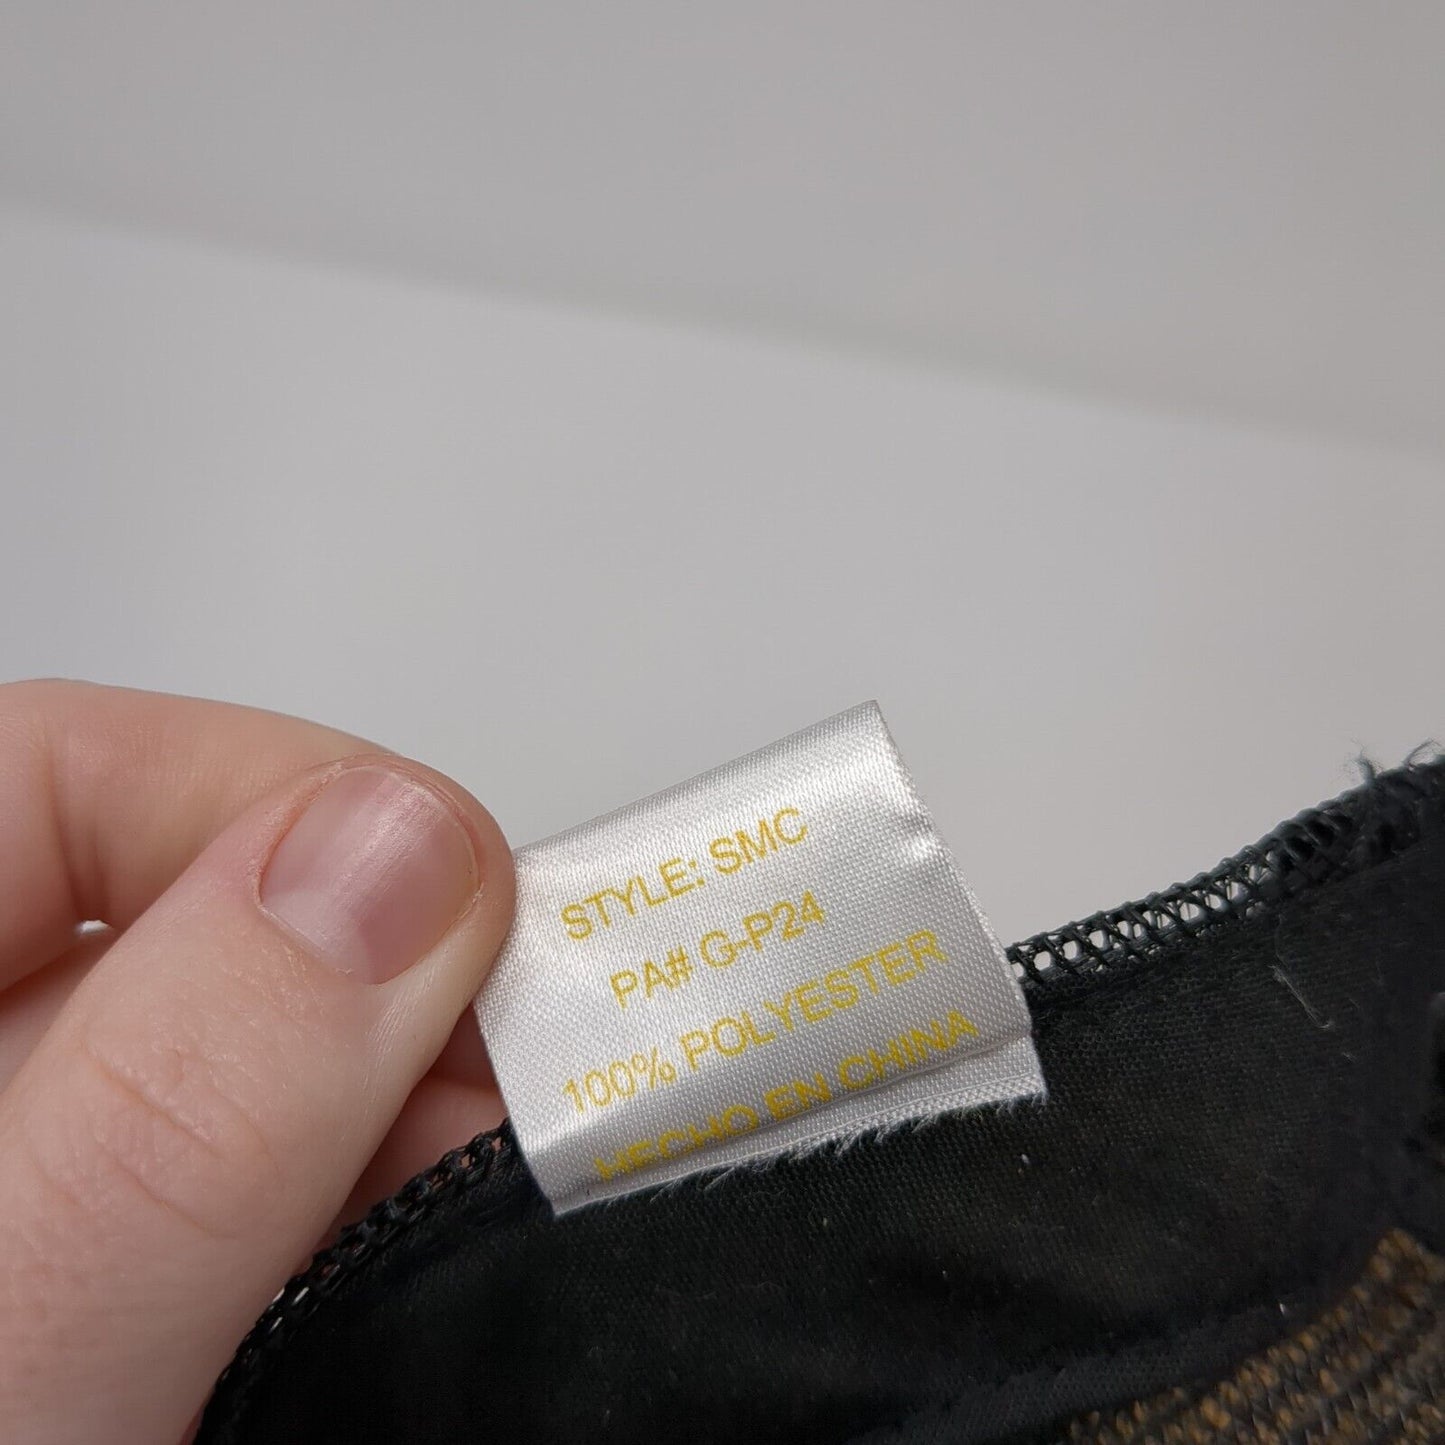 STYLE: SMC
PA# G-P24
100% POLYESTER
HECHO EN CHINA